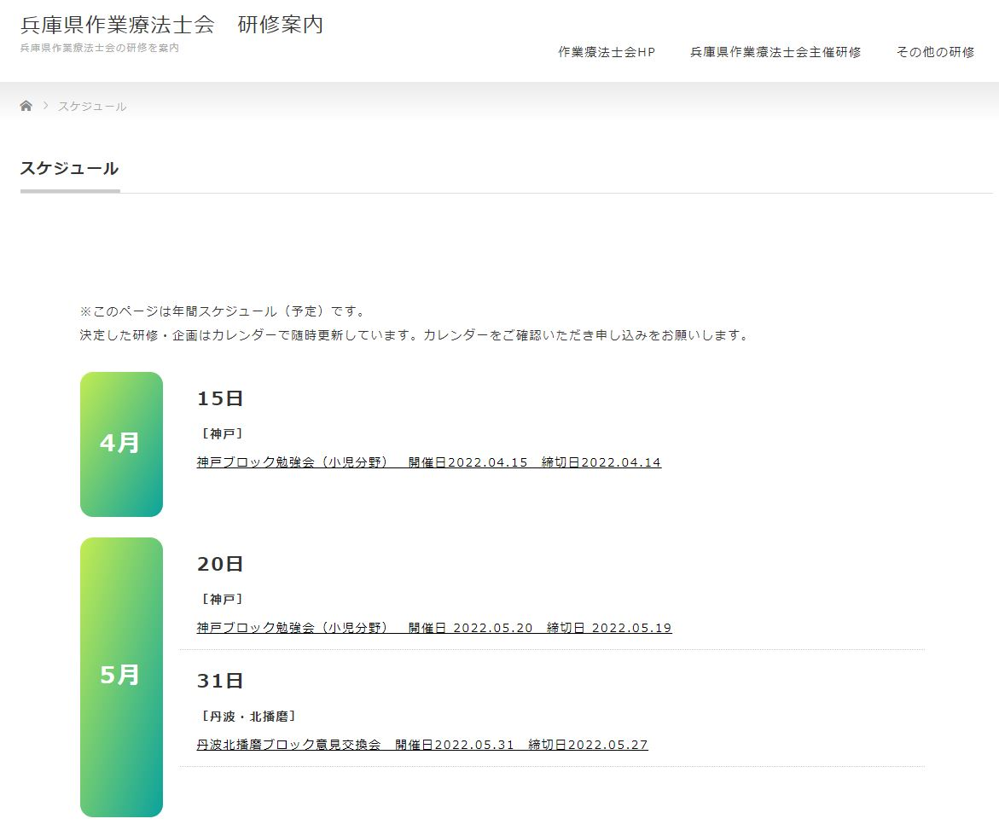 兵庫県作業療法士会　研修案内
兵庫県作業療法士会の研修を案内
作業療法士会HP　兵庫県作業療法士会主催研修　その他の研修
スケジュール
スケジュール
※このページは年間スケジュール（予定）です。
決定した研修・企画はカレンダーで随時更新しています。カレンダーをご確認いただき申し込みをお願いします。
4月
15日
［神戸］
神戸ブロック勉強会（小児分野）　開催日2022.04.15　締切日2022.04.14
5月
20日
［神戸］
神戸ブロック勉強会（小児分野）　開催日 2022.05.20　締切日 2022.05.19
31日
［丹波・北播磨］
丹波北播磨ブロック意見交換会　開催日2022.05.31　締切日2022.05.27